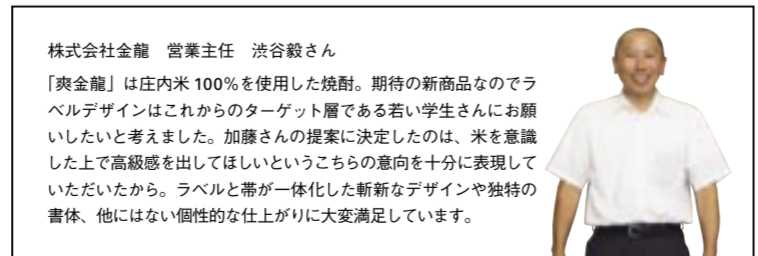 株式会社金龍　営業主任　渋谷毅さん
「爽金龍」は庄内米 100％を使用した焼酎。期待の新商品なのでラ
ベルデザインはこれからのターゲット層である若い学生さんにお願
いしたいと考えました。加藤さんの提案に決定したのは、米を意識
した上で高級感を出してほしいというこちらの意向を十分に表現して
いただいたから。ラベルと帯が一体化した斬新なデザインや独特の
書体、他にはない個性的な仕上がりに大変満足しています。